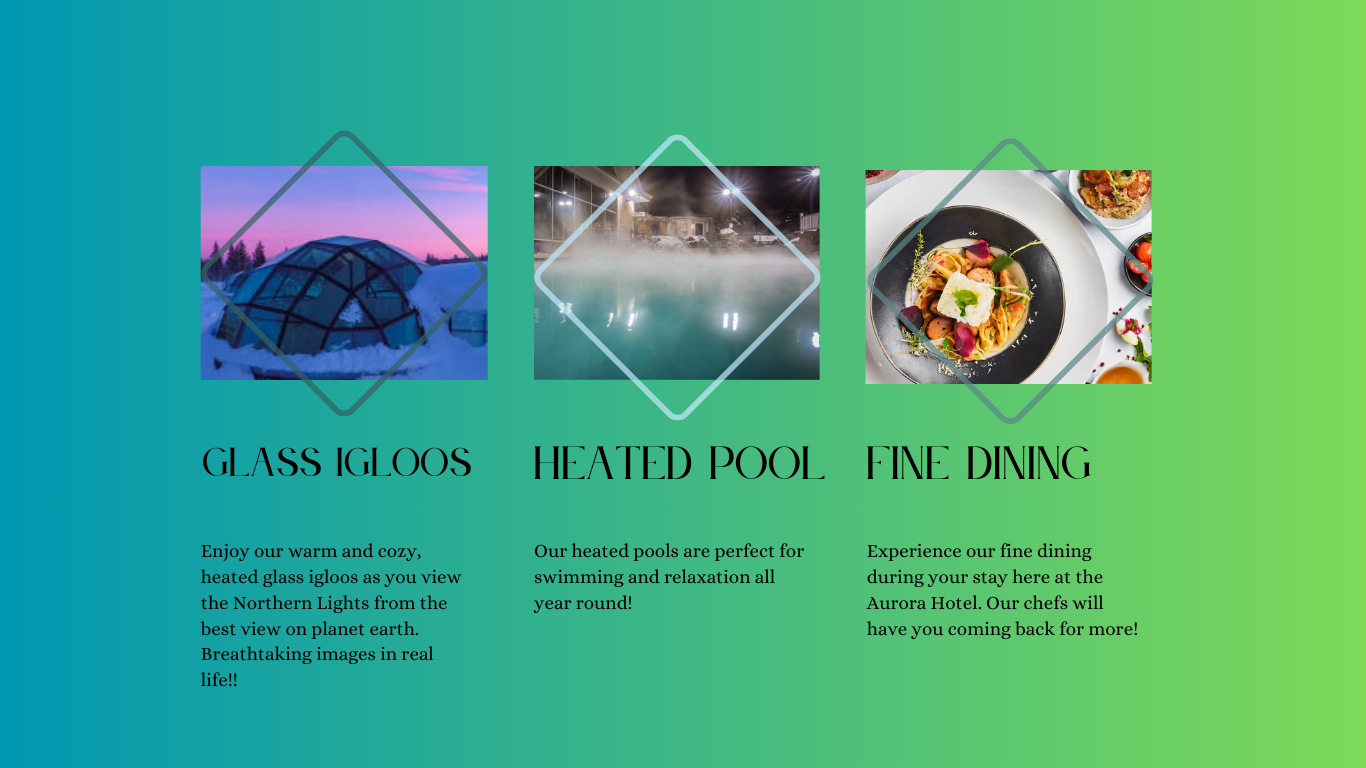 GLASS IGLOOS
Enjoy our warm and cozy,
heated glass igloos as you view
the Northern Lights from the
best view on planet earth.
Breathtaking images in real
life!!
HEATED POOL
Our heated pools are perfect for
swimming and relaxation all
year round!
FINE DINING
Experience our fine dining
during your stay here at the
Aurora Hotel. Our chefs will
have you coming back for more!